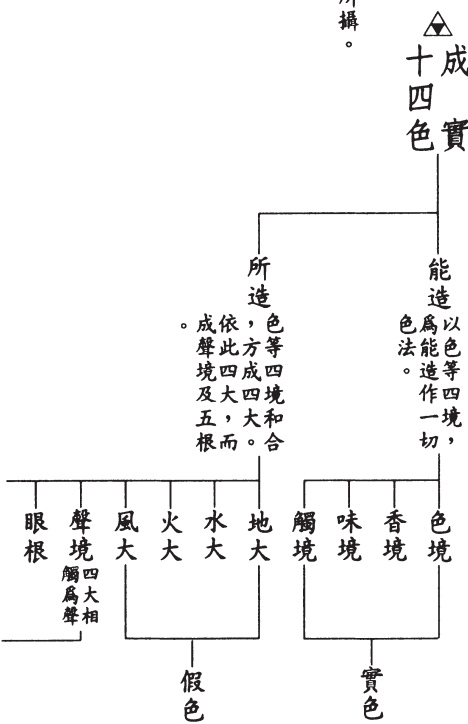 成實
十四色
能造
以色等四境，
爲能造作一切
色法。
所造
色等四境和合
，方成四大。
依此四大，而
成聲境及五根
。
色境
香境
味境
觸境
實色
地大
水大
火大
風大
假色
聲境
四大相
觸爲聲
眼根
所攝。